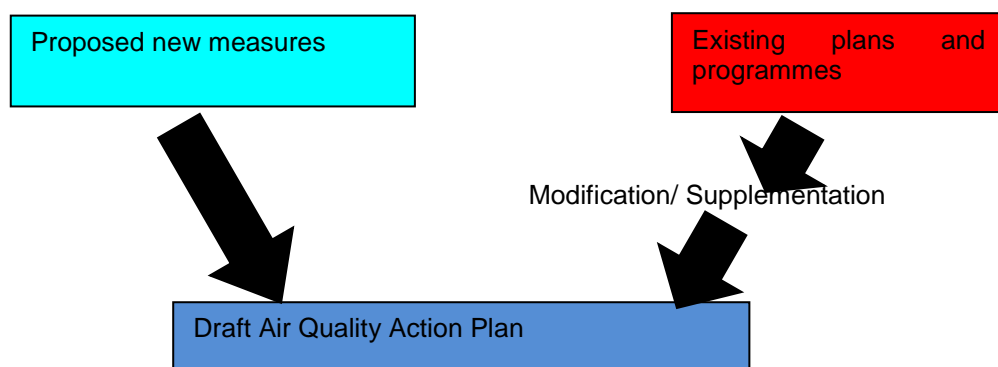 Proposed new measures
Existing plans and
programmes
Modification/ Supplementation
Draft Air Quality Action Plan